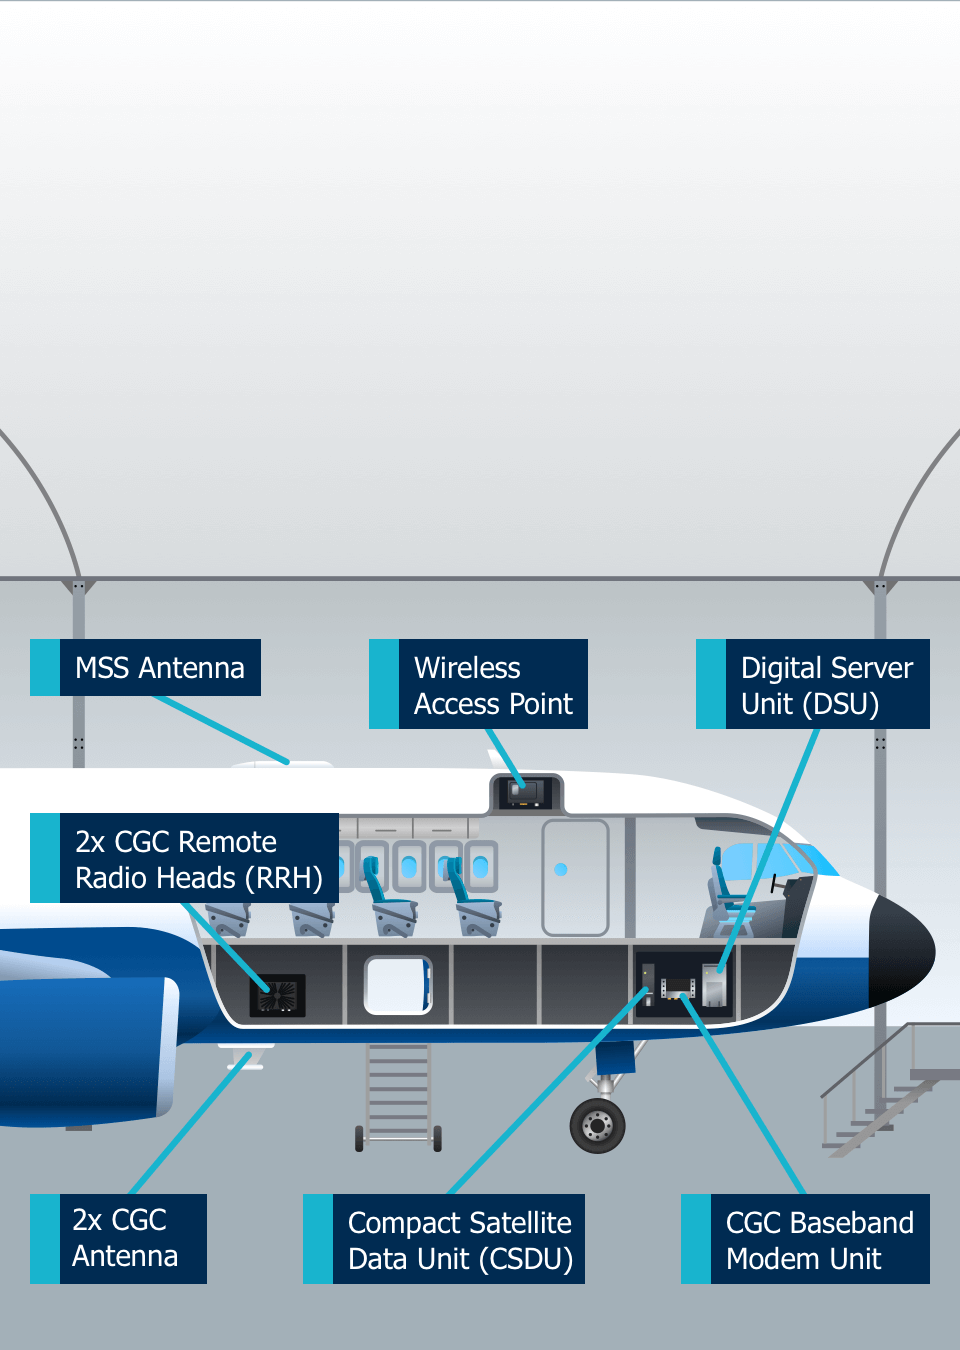 MSS Antenna
Wireless
Access Point
Digital Server
Unit (DSU)
2x CGC Remote
Radio Heads (RRH)
2x CGC
Antenna
Compact Satellite
Data Unit (CSDU)
CGC Baseband
Modem Unit